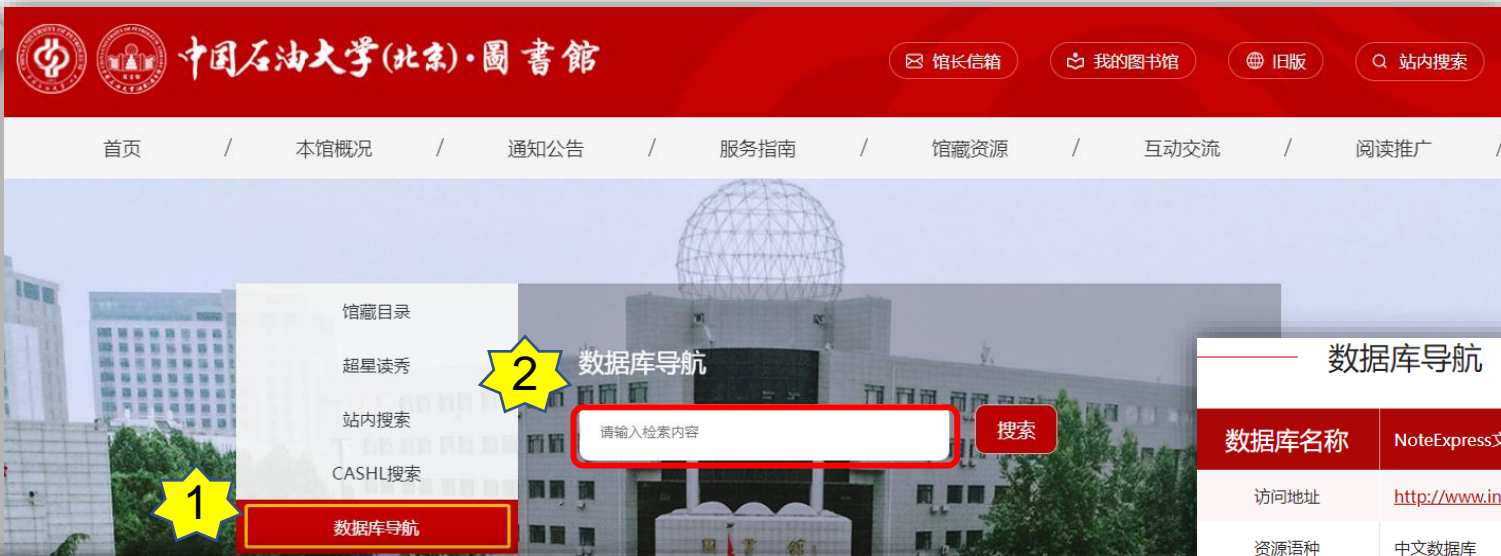 中国石油大学(北京)·圖書館
馆长信箱
我的图书馆
旧版
站内搜索
首页 / 本馆概况 / 通知公告 / 服务指南 / 馆藏资源 / 互动交流 / 阅读推广 /
馆藏目录
超星读秀
站内搜索
CASHL搜索
数据库导航
1
2
数据库导航
请输入检索内容
搜索
数据库导航
数据库名称 NoteExpress文
访问地址 http://www.in
资源语种 中文数据库